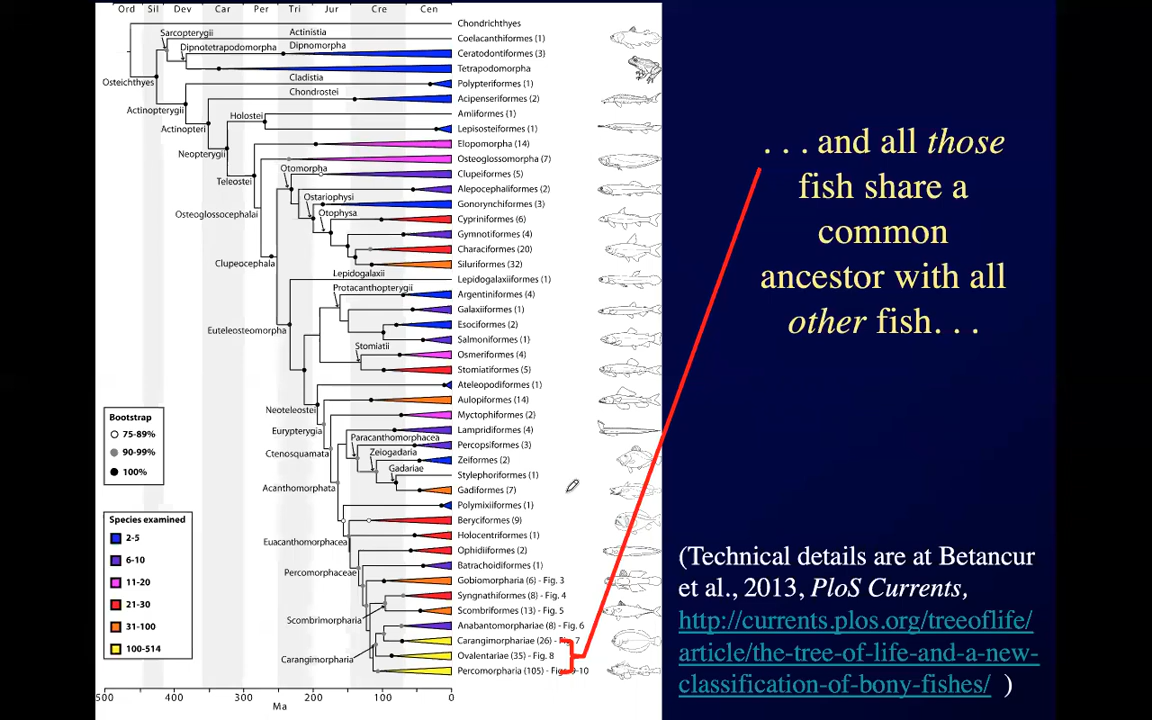 Ord Sil Dev Car Per Tri Jur Cre Cen
Chondrichthyes
Sarcopterygii
Actinistia
Coelacanthiformes (1)
Dipnotetrapodomorpha
Dipnomorpha
Ceratodontiformes (3)
Tetrapodomorpha
Osteichthyes
Cladistia
Polypteriformes (1)
Chondrostei
Acipenseriformes (2)
Actinopterygii
Amiiformes (1)
Holostei
Actinopteri
Lepisosteiformes (1)
Elopomorpha (14)
Neopterygii
Osteoglossomorpha (7)
Otomorpha
Clupeiformes (5)
Teleostei
Alepocephaliformes (2)
Ostariophysi
Gonorynchiformes (3)
Otophysa
Osteoglossocephalai
Cypriniformes (6)
Gymnotiformes (4)
Characiformes (20)
Clupeocephala
Siluriformes (32)
Lepidogalaxii
Lepidogalaxiiformes (1)
Protacanthopterygii
Argentiniformes (4)
Galaxiiformes (1)
Euteleosteomorpha
Esociformes (2)
Salmoniformes (1)
Stomiatii
Osmeriformes (4)
Stomiatiformes (5)
Ateleopodiformes (1)
Aulopiformes (14)
Neoteleostei
Myctophiformes (2)
Eurypterygia
Lampridiformes (4)
Paracanthomorphacea
Percopsiformes (3)
Ctenosquamata
Zeiogadaria
Zeiformes (2)
Gadariae
Stylephoriformes (1)
Acanthomorphata
Gadiformes (7)
Polymixiiformes (1)
Beryciformes (9)
Holocentriformes (1)
Euacanthomorphacea
Ophidiiformes (2)
Batrachoidiformes (1)
Percomorphaceae
Gobiomorpharia (6) - Fig. 3
Syngnathiformes (8) - Fig. 4
Scombriformes (13) - Fig. 5
Scombrimorpharia
Anabantomorphariae (8) - Fig. 6
Carangimorphariae (26) - Fig. 7
Carangimorpharia
Ovalentariae (35) - Fig. 8
Percomorpharia (105) - Figs. 9-10
Bootstrap
75-89%
90-99%
100%
Species examined
2-5
6-10
11-20
21-30
31-100
100-514
500 400 300 200 100 0
Ma
. . . and all those
fish share a
common
ancestor with all
other fish. . .
(Technical details are at Betancur
et al., 2013, PloS Currents,
http://currents.plos.org/treeoflife/
article/the-tree-of-life-and-a-new-
classification-of-bony-fishes/ )